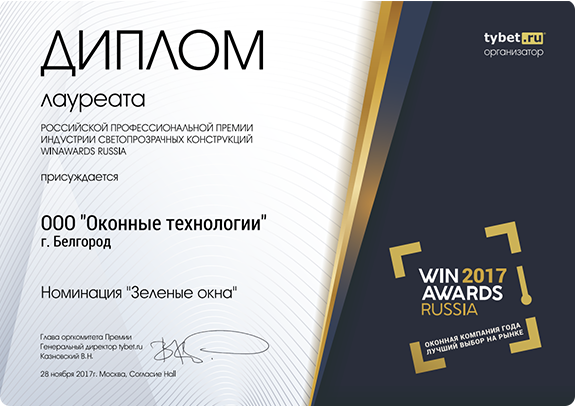 ДИПЛОМ
лауреата
РОССИЙСКОЙ ПРОФЕССИОНАЛЬНОЙ ПРЕМИИ
ИНДУСТРИИ СВЕТОПРОЗРАЧНЫХ КОНСТРУКЦИЙ
WINAWARDS RUSSIA
присуждается
ООО "Оконные технологии"
г. Белгород
Номинация "Зеленые окна"
Глава оргкомитета Премии
Генеральный директор tybet.ru
Казновский В.Н.
28 ноября 2017г. Москва, Согласие Hall
tybet.ru
организатор
WIN 2017
AWARDS
RUSSIA
ОКОННАЯ КОМПАНИЯ ГОДА
ЛУЧШИЙ ВЫБОР НА РЫНКЕ